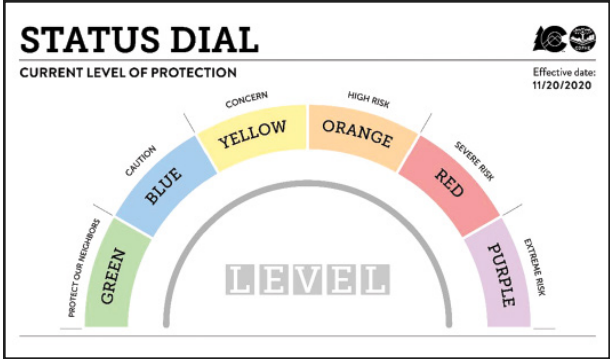 STATUS DIAL
CURRENT LEVEL OF PROTECTION
Effective date:
11/20/2020
PROTECT OUR NEIGHBORS
GREEN
CAUTION
BLUE
CONCERN
YELLOW
HIGH RISK
ORANGE
SEVERE RISK
RED
EXTREME RISK
PURPLE
LEVEL